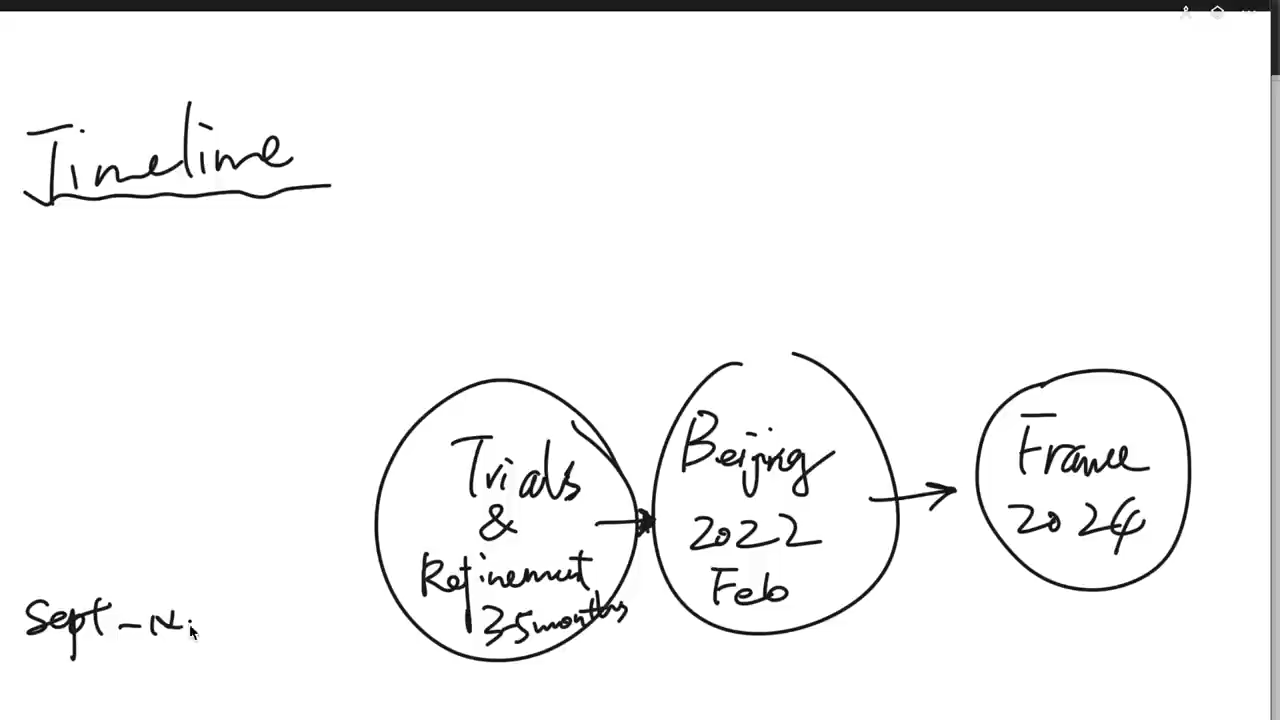 Timeline
Trials
&
Refinement
3-5 months
Beijing
2022
Feb
France
2024
Sept - N